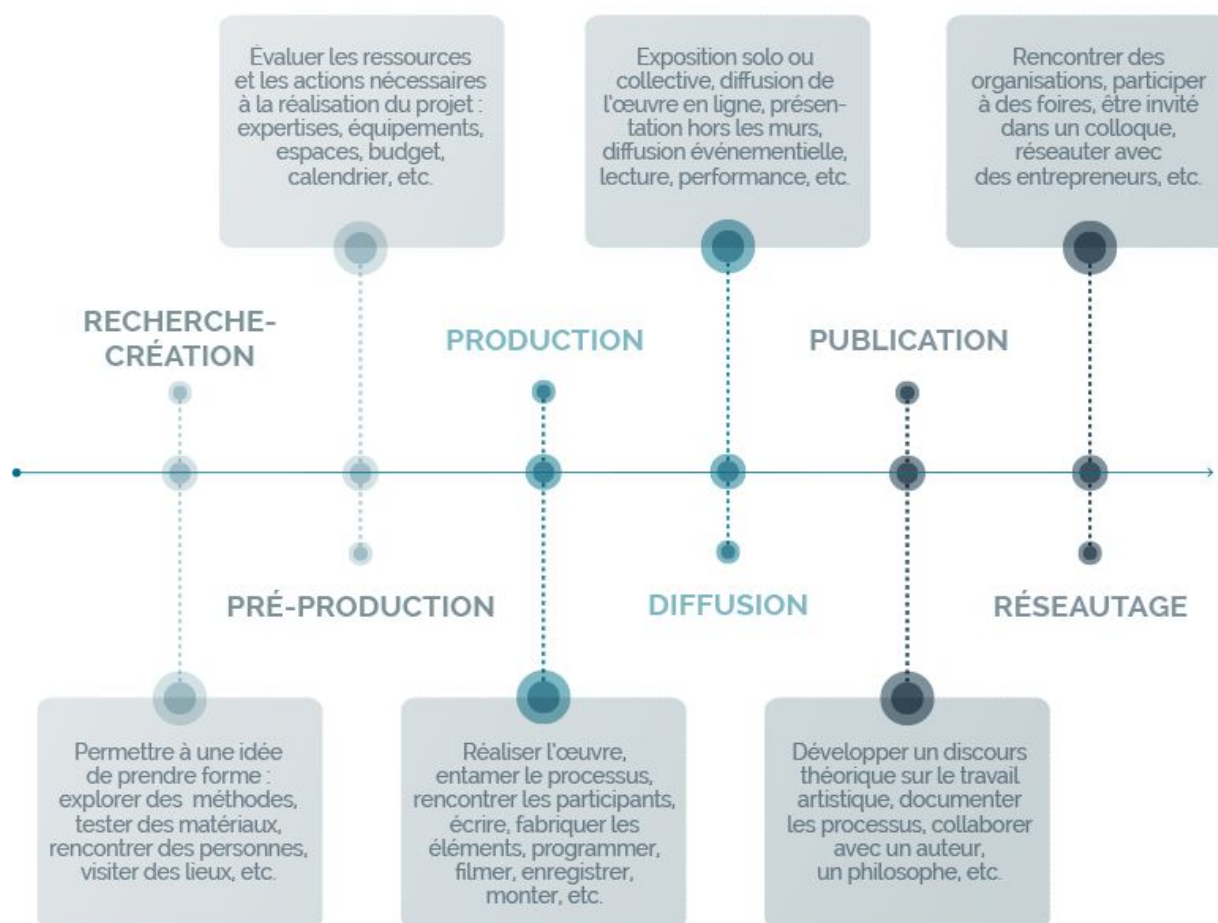 Évaluer les ressources
et les actions nécessaires
à la réalisation du projet :
expertises, équipements,
espaces, budget,
calendrier, etc.
Exposition solo ou
collective, diffusion de
l'œuvre en ligne, présen-
tation hors les murs,
diffusion événementielle,
lecture, performance, etc.
Rencontrer des
organisations, participer
à des foires, être invité
dans un colloque,
réseauter avec
des entrepreneurs, etc.
RECHERCHE-
CRÉATION
PRODUCTION
PUBLICATION
PRÉ-PRODUCTION
DIFFUSION
RÉSEAUTAGE
Permettre à une idée
de prendre forme :
explorer des méthodes,
tester des matériaux,
rencontrer des personnes,
visiter des lieux, etc.
Réaliser l'œuvre,
entamer le processus,
rencontrer les participants,
écrire, fabriquer les
éléments, programmer,
filmer, enregistrer,
monter, etc.
Développer un discours
théorique sur le travail
artistique, documenter
les processus, collaborer
avec un auteur,
un philosophe, etc.